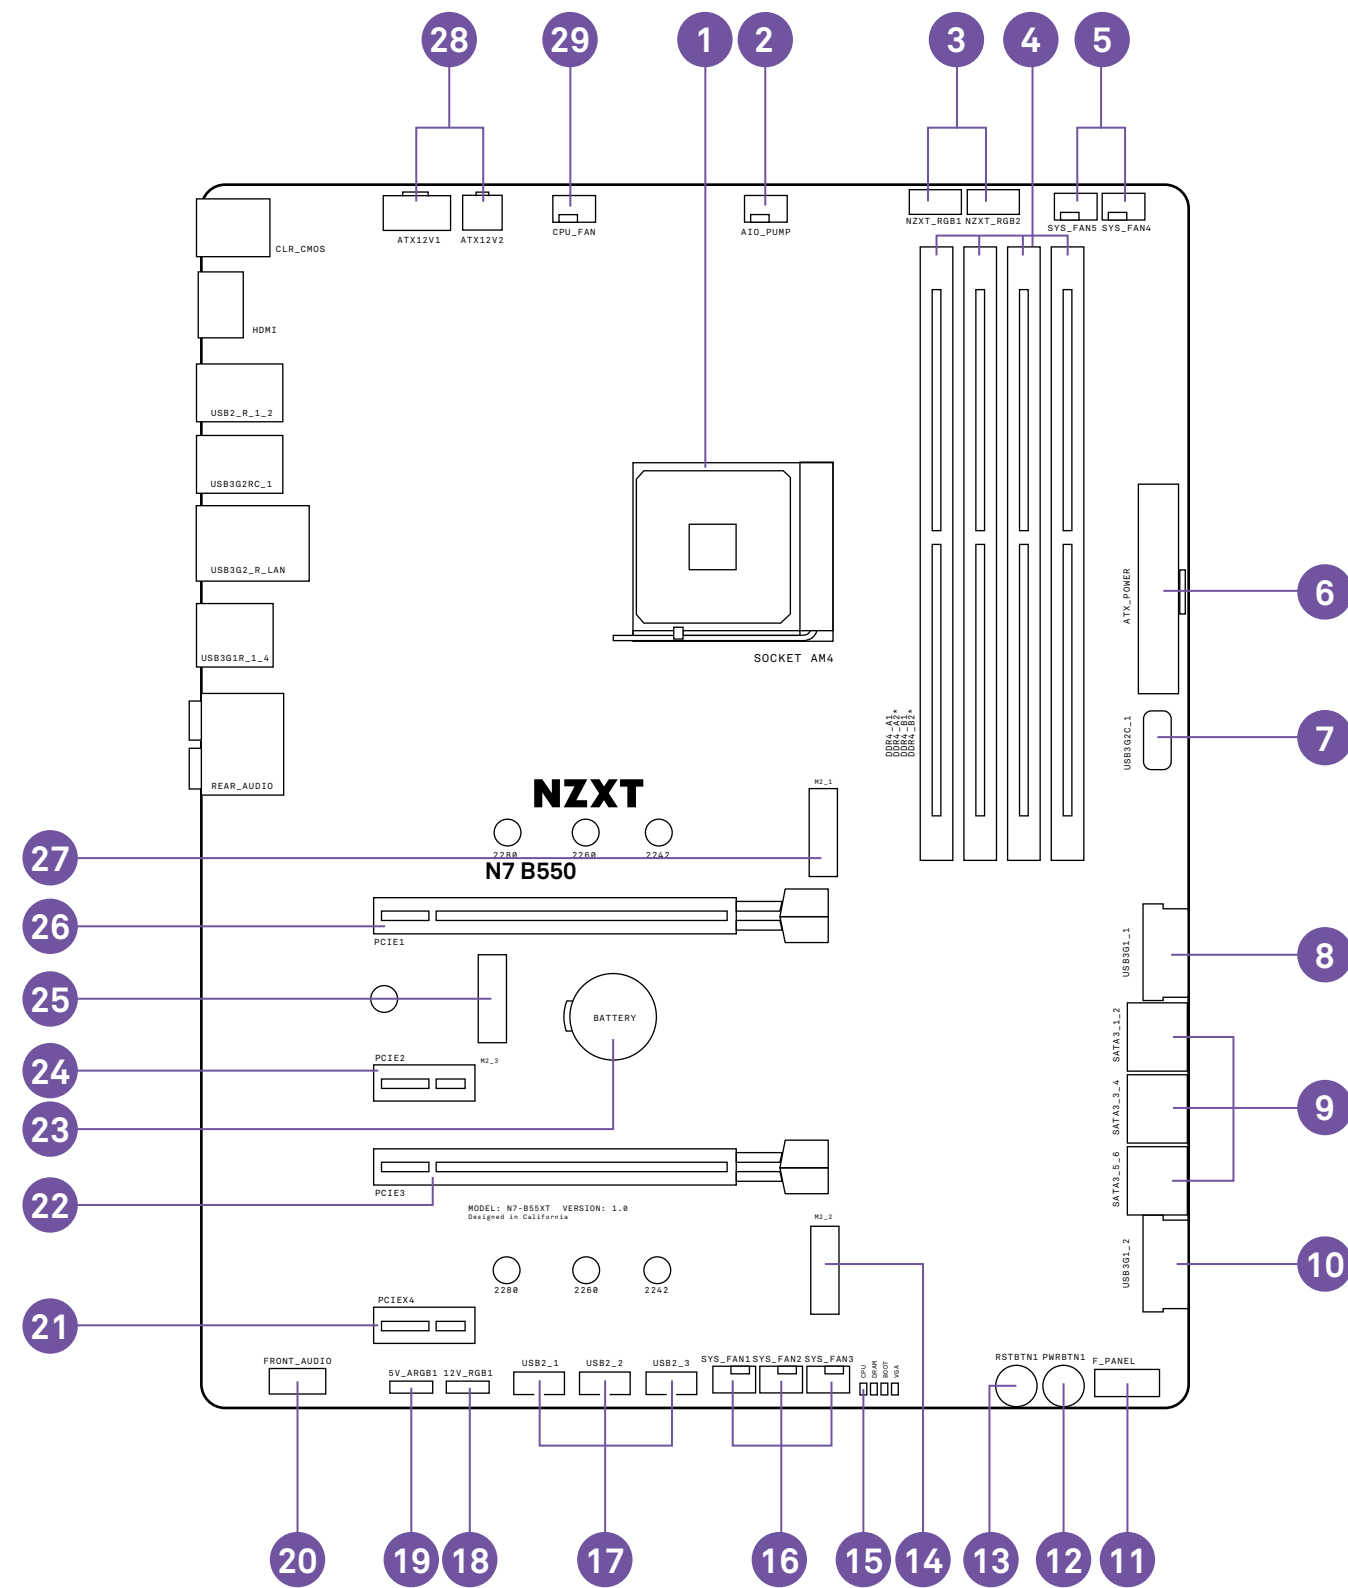 28 29 1 2 3 4 5
ATX12V1 ATX12V2 CPU_FAN AIO_PUMP NZXT_RGB1 NZXT_RGB2 SYS_FAN5 SYS_FAN4
CLR_CMOS
HDMI
USB2_R_1_2
USB3G2RC_1
USB3G2_R_LAN
ATX_POWER
6
USB3G1R_1_4
SOCKET AM4
DDR4_A1
DDR4_A2*
DDR4_B1
DDR4_B2*
USB3G2C_1
7
REAR_AUDIO
NZXT
M2_1
2280 2260 2242
27
N7 B550
26
PCIE1
USB3G1_1
8
25
BATTERY
SATA3_1_2
PCIE2
M2_3
24
SATA3_3_4
9
23
SATA3_5_6
PCIE3
22
MODEL: N7-B55XT VERSION: 1.0
Designed in California
M2_2
USB3G1_2
10
2280 2260 2242
PCIEX4
21
FRONT_AUDIO 5V_ARGB1 12V_RGB1 USB2_1 USB2_2 USB2_3 SYS_FAN1 SYS_FAN2 SYS_FAN3
CPU
DRAM
BOOT
VGA
RSTBTN1 PWRBTN1 F_PANEL
20 19 18 17 16 15 14 13 12 11